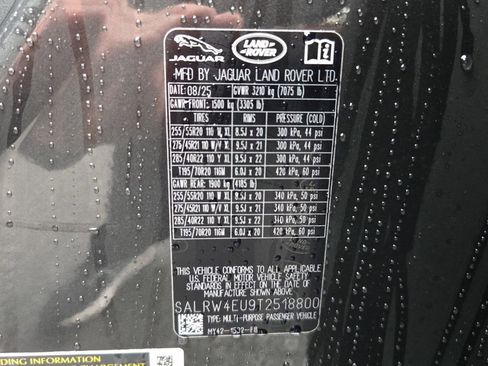 JAGUAR
LAND
ROVER
MFD BY JAGUAR LAND ROVER LTD.
DATE: 08/25 GVWR 3210 kg (7075 lb)
GAWR FRONT: 1500 kg (3305 lb)
TIRES RIMS PRESSURE (COLD)
255/55R20 110 W XL 8.5J x 20 300 kPa, 44 psi
275/45R21 110 W/Y XL 9.5J x 21 300 kPa, 44 psi
285/40R22 110 Y XL 9.5J x 22 300 kPa, 44 psi
T195/70R20 116M 6.0J x 20 420 kPa, 60 psi
GAWR REAR: 1900 kg (4185 lb)
255/55R20 110 W XL 8.5J x 20 340 kPa, 50 psi
275/45R21 110 W/Y XL 9.5J x 21 340 kPa, 50 psi
285/40R22 110 Y XL 9.5J x 22 340 kPa, 50 psi
T195/70R20 116M 6.0J x 20 420 kPa, 60 psi
THIS VEHICLE CONFORMS TO ALL APPLICABLE
U.S. FEDERAL MOTOR VEHICLE SAFETY
STANDARDS IN EFFECT ON THE DATE OF
MANUFACTURE SHOWN ABOVE.
SALRW4EU9T2518800
TYPE: MULTI-PURPOSE PASSENGER VEHICLE
INFORMATION